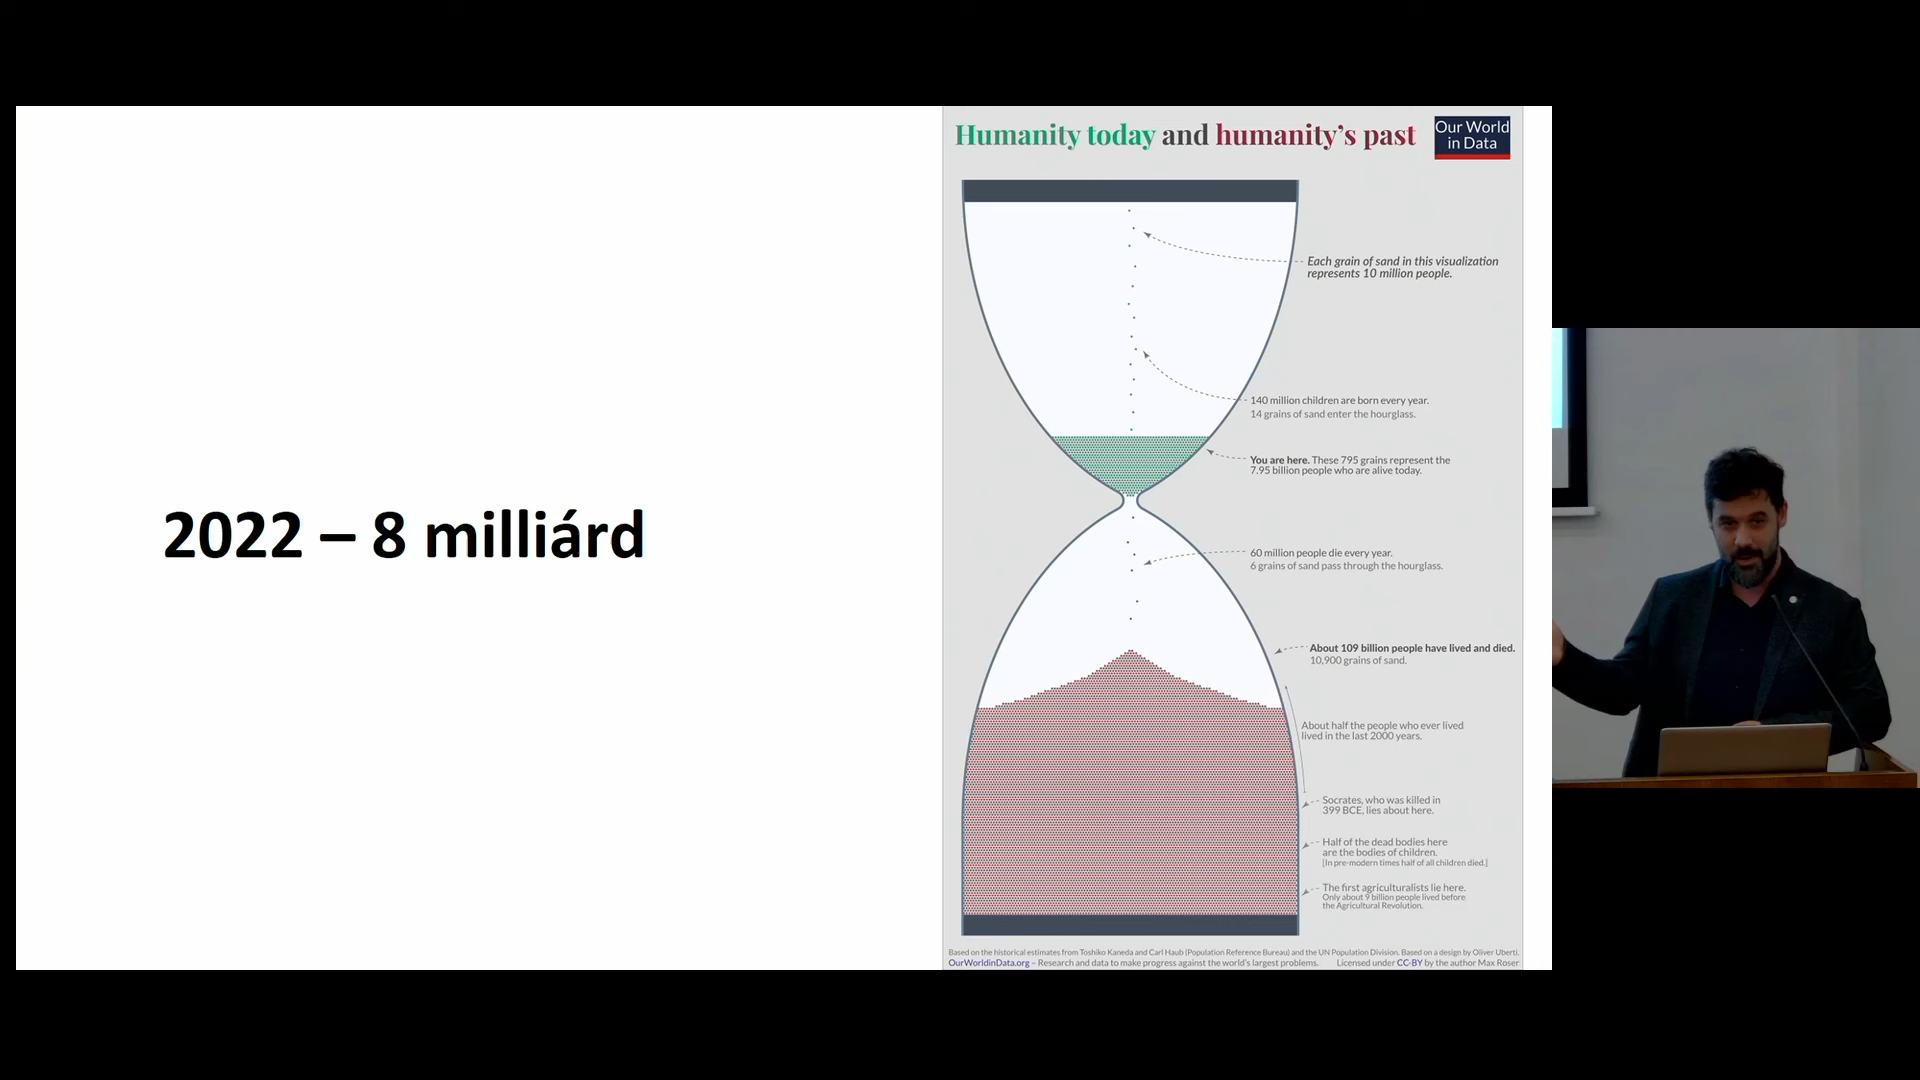 2022 – 8 milliárd
Humanity today and humanity's past
Our World
in Data
Each grain of sand in this visualization
represents 10 million people.
140 million children are born every year.
14 grains of sand enter the hourglass.
You are here. These 795 grains represent the
7.95 billion people who are alive today.
60 million people die every year.
6 grains of sand pass through the hourglass.
About 109 billion people have lived and died.
10,900 grains of sand.
About half the people who ever lived
lived in the last 2000 years.
Socrates, who was killed in
399 BCE, lies about here.
Half of the dead bodies here
are the bodies of children.
[In pre-modern times half of all children died.]
The first agriculturalists lie here.
Only about 9 billion people lived before
the Agricultural Revolution.
Based on the historical estimates from Toshiko Kaneda and Carl Haub (Population Reference Bureau) and the UN Population Division. Based on a design by Oliver Uberti.
OurWorldinData.org – Research and data to make progress against the world's largest problems.
Licensed under CC-BY by the author Max Roser